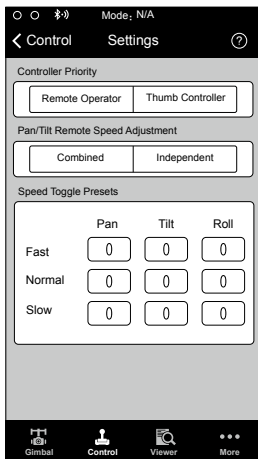 Mode: N/A
Control Settings ?
Controller Priority
Remote Operator Thumb Controller
Pan/Tilt Remote Speed Adjustment
Combined Independent
Speed Toggle Presets
Pan Tilt Roll
Fast 0 0 0
Normal 0 0 0
Slow 0 0 0
Gimbal Control Viewer More